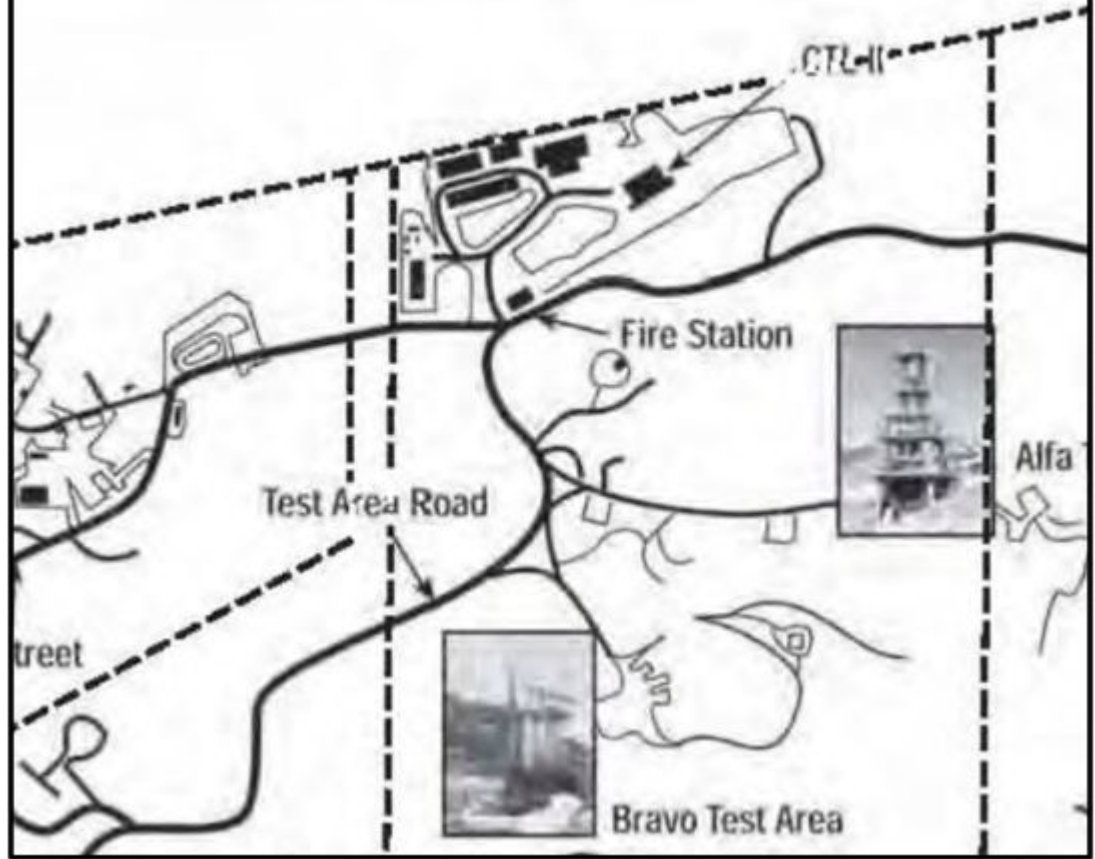 CTL-II
Fire Station
Alfa
Test Area Road
treet
Bravo Test Area